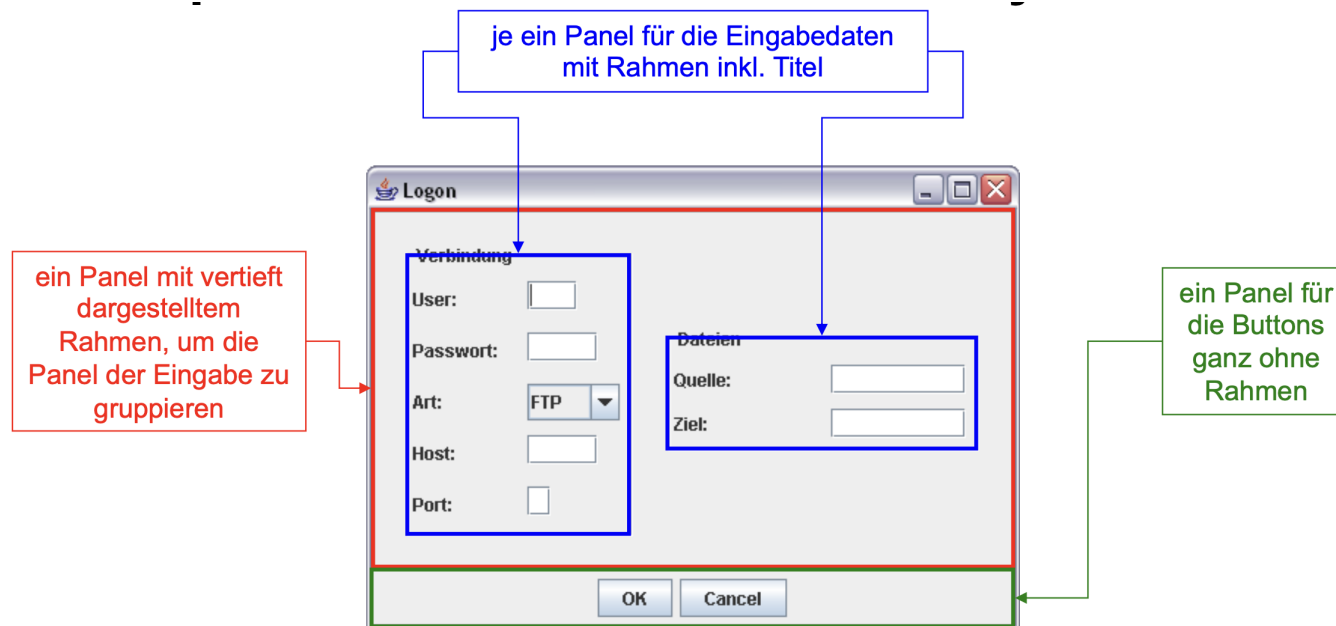 je ein Panel für die Eingabedaten
mit Rahmen inkl. Titel
Logon
ein Panel mit vertieft
dargestelltem
Rahmen, um die
Panel der Eingabe zu
gruppieren
Verbindung
User:
Passwort:
Art:
FTP
Host:
Port:
Dateien
Quelle:
Ziel:
ein Panel für
die Buttons
ganz ohne
Rahmen
OK
Cancel